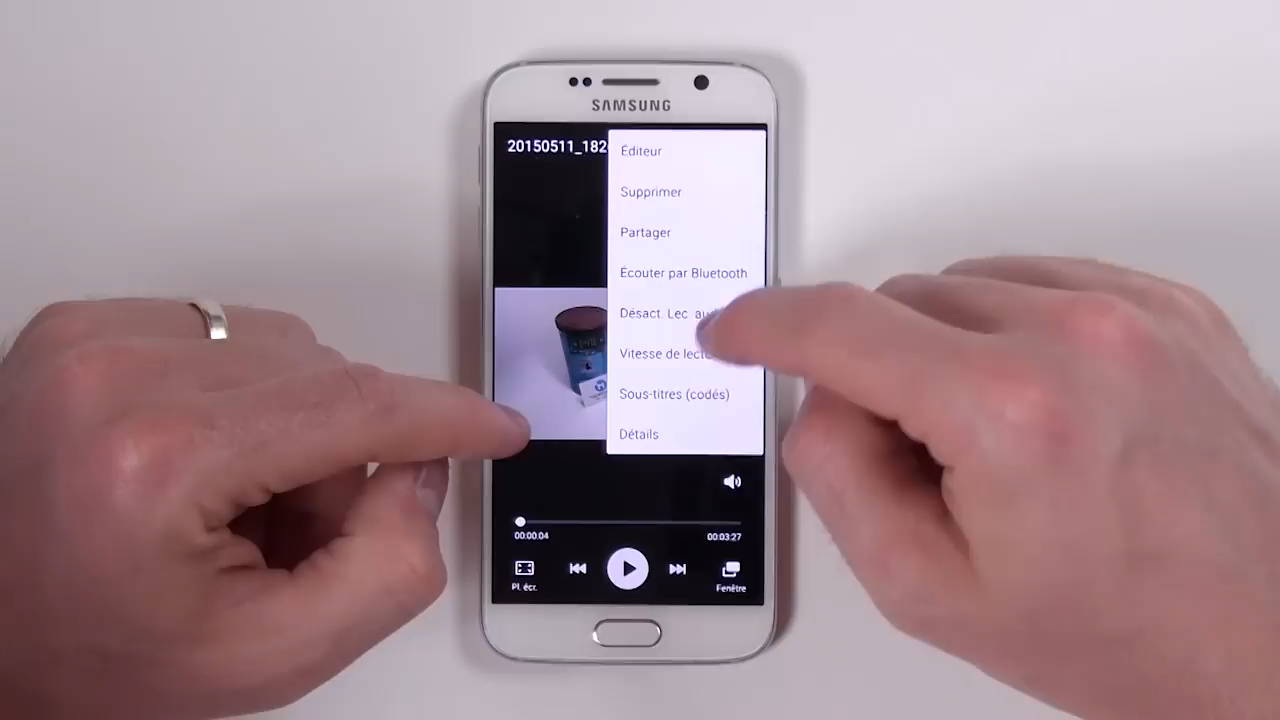 SAMSUNG
20150511_182
Éditeur
Supprimer
Partager
Écouter par Bluetooth
Désact. Lec.
Vitesse de
Sous-titres (codés)
Détails
00:00:04
00:03:27
Pl. écr.
Fenêtre